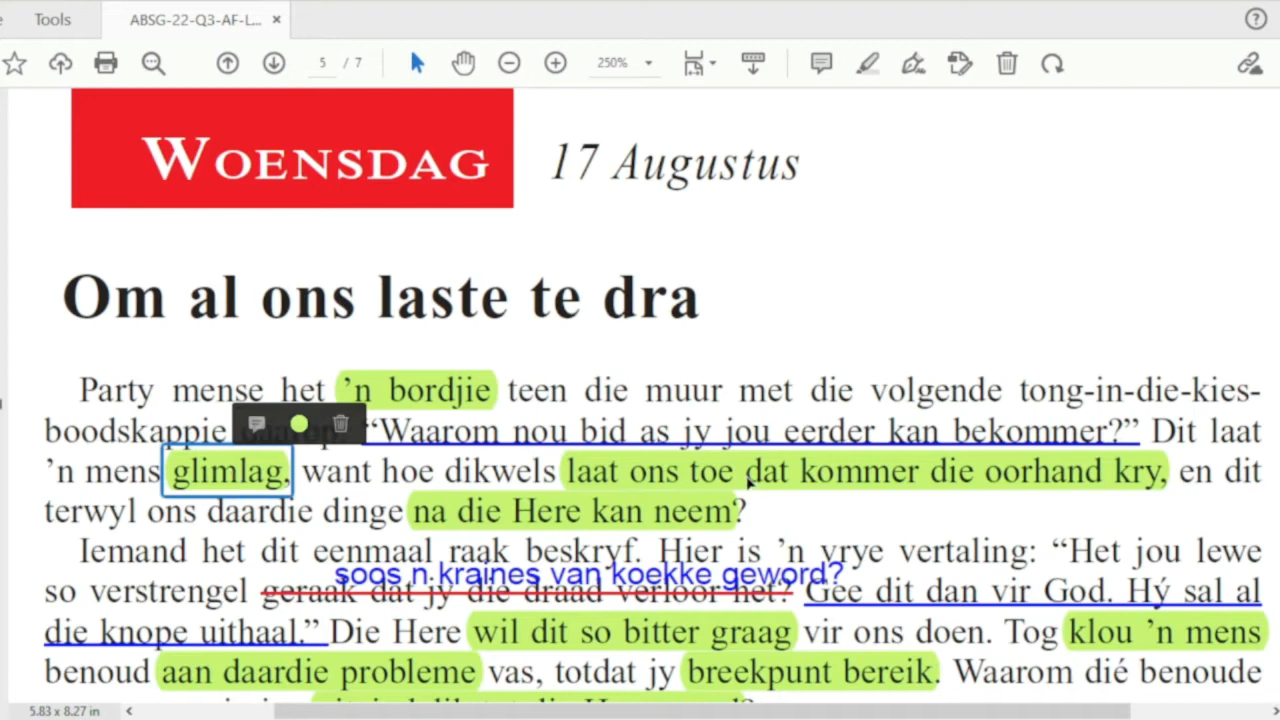 Tools
ABSG-22-Q3-AF-L...
5 / 7
250%
WOENSDAG
17 Augustus
Om al ons laste te dra
Party mense het ’n bordjie teen die muur met die volgende tong-in-die-kies-
boodskappie “Waarom nou bid as jy jou eerder kan bekommer?” Dit laat
’n mens glimlag, want hoe dikwels laat ons toe dat kommer die oorhand kry, en dit
terwyl ons daardie dinge na die Here kan neem?
Iemand het dit eenmaal raak beskryf. Hier is ’n vrye vertaling: “Het jou lewe
soos n kraines van koekke geword?
so verstrengel geraak dat jy die draad verloor het? Gee dit dan vir God. Hý sal al
die knope uithaal.” Die Here wil dit so bitter graag vir ons doen. Tog klou ’n mens
benoud aan daardie probleme vas, totdat jy breekpunt bereik. Waarom dié benoude
5.83 x 8.27 in